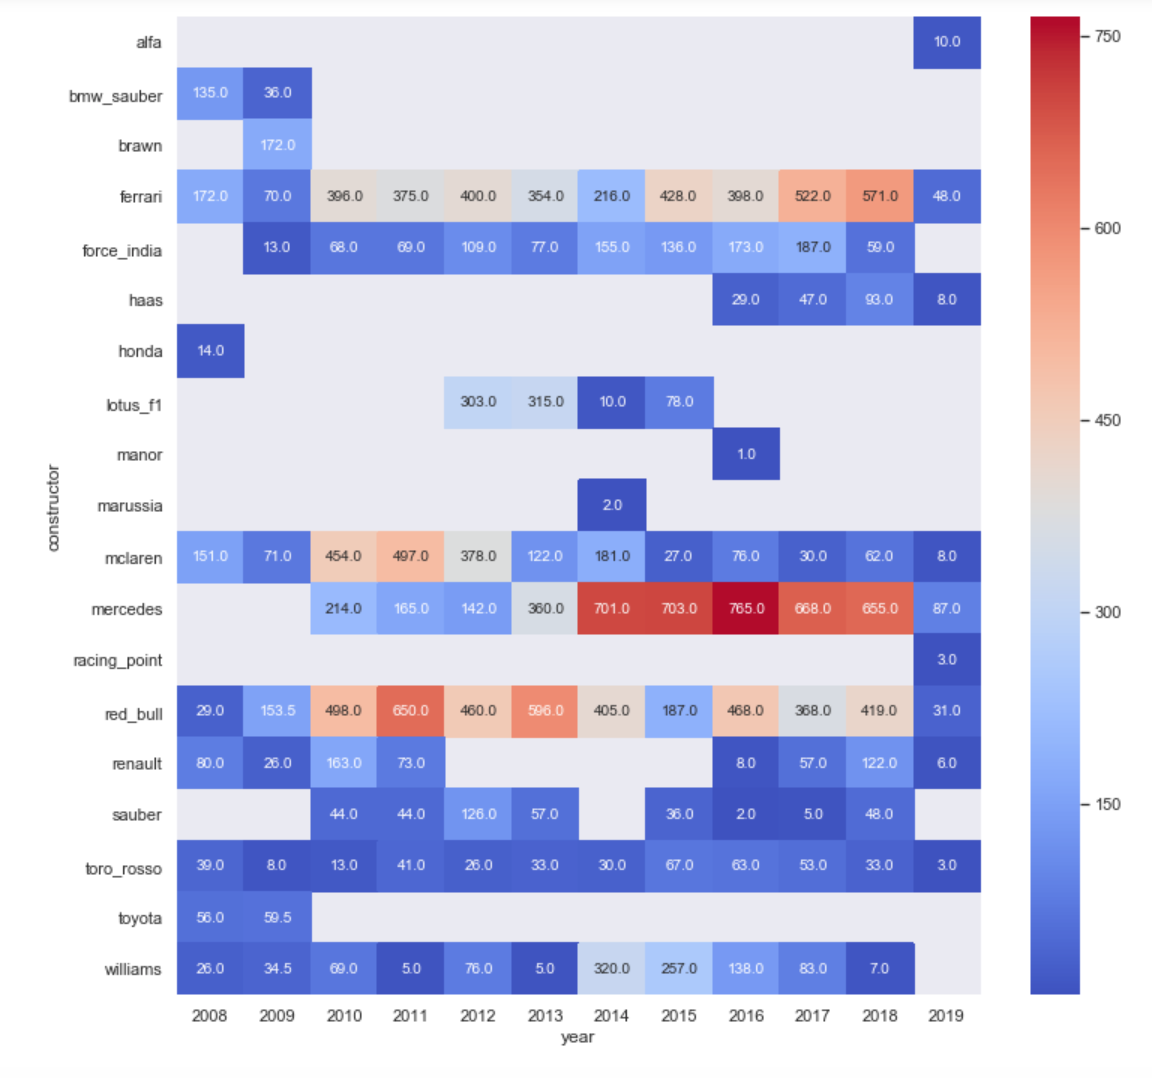 alfa 10.0
750
bmw_sauber 135.0 36.0
brawn 172.0
ferrari 172.0 70.0 396.0 375.0 400.0 354.0 216.0 428.0 398.0 522.0 571.0 48.0
600
force_india 13.0 68.0 69.0 109.0 77.0 155.0 136.0 173.0 187.0 59.0
haas 29.0 47.0 93.0 8.0
honda 14.0
lotus_f1 303.0 315.0 10.0 78.0
450
manor 1.0
constructor
marussia 2.0
mclaren 151.0 71.0 454.0 497.0 378.0 122.0 181.0 27.0 76.0 30.0 62.0 8.0
mercedes 214.0 165.0 142.0 360.0 701.0 703.0 765.0 668.0 655.0 87.0
300
racing_point 3.0
red_bull 29.0 153.5 498.0 650.0 460.0 596.0 405.0 187.0 468.0 368.0 419.0 31.0
renault 80.0 26.0 163.0 73.0 8.0 57.0 122.0 6.0
150
sauber 44.0 44.0 126.0 57.0 36.0 2.0 5.0 48.0
toro_rosso 39.0 8.0 13.0 41.0 26.0 33.0 30.0 67.0 63.0 53.0 33.0 3.0
toyota 56.0 59.5
williams 26.0 34.5 69.0 5.0 76.0 5.0 320.0 257.0 138.0 83.0 7.0
2008 2009 2010 2011 2012 2013 2014 2015 2016 2017 2018 2019
year